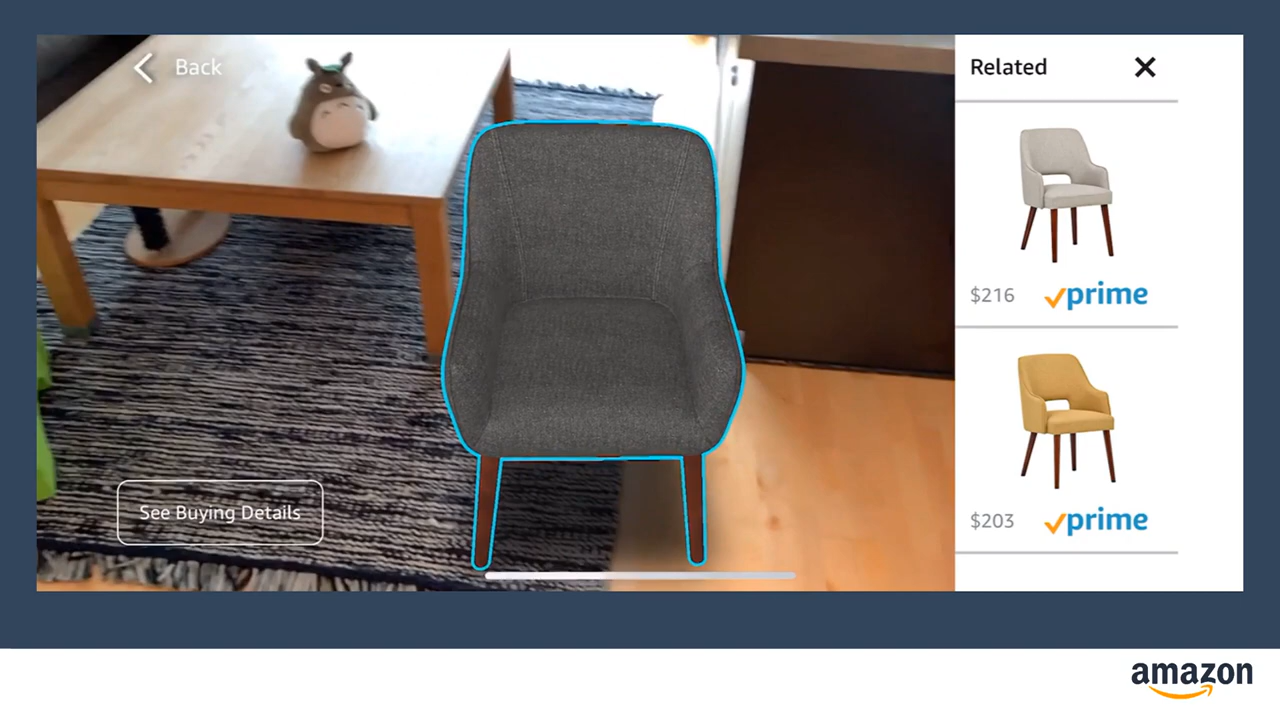 Back
Related
$216
prime
$203
prime
See Buying Details
amazon